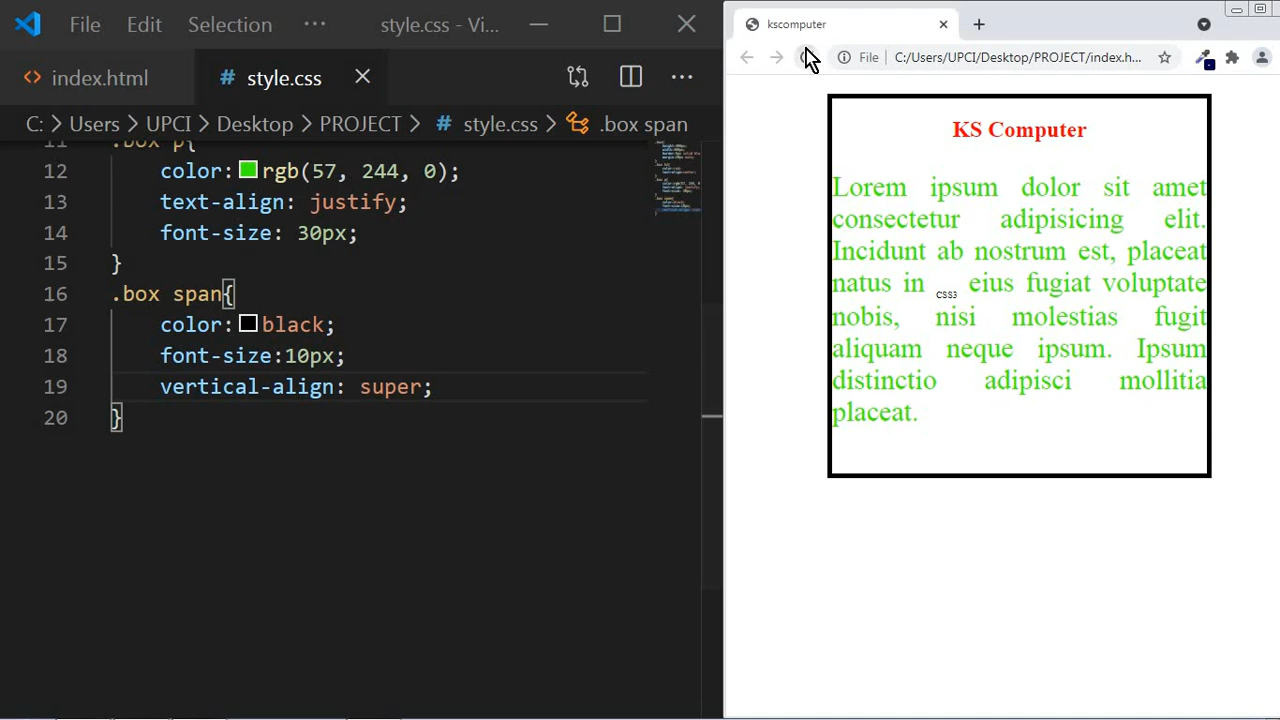 File Edit Selection ··· style.css - Vi...
index.html # style.css ···
C: > Users > UPCI > Desktop > PROJECT > # style.css > .box span
11 .box p{
12 color:rgb(57, 244, 0);
13 text-align: justify;
14 font-size: 30px;
15 }
16 .box span{
17 color:black;
18 font-size:10px;
19 vertical-align: super;
20 }
kscomputer
File C:/Users/UPCI/Desktop/PROJECT/index.h...
KS Computer
Lorem ipsum dolor sit amet
consectetur adipisicing elit.
Incidunt ab nostrum est, placeat
natus in CSS3 eius fugiat voluptate
nobis, nisi molestias fugit
aliquam neque ipsum. Ipsum
distinctio adipisci mollitia
placeat.